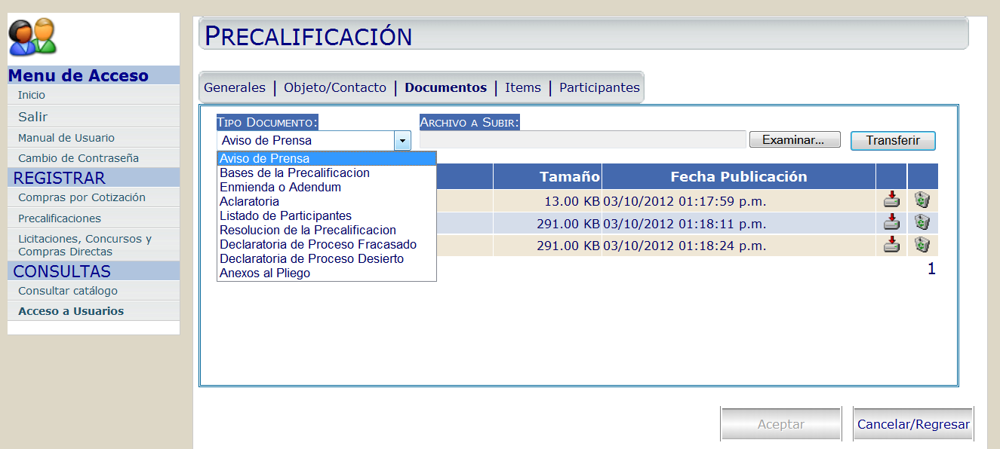 Menu de Acceso
Inicio
Salir
Manual de Usuario
Cambio de Contraseña
REGISTRAR
Compras por Cotización
Precalificaciones
Licitaciones, Concursos y
Compras Directas
CONSULTAS
Consultar catálogo
Acceso a Usuarios
PRECALIFICACIÓN
Generales | Objeto/Contacto | Documentos | Items | Participantes
TIPO DOCUMENTO: ARCHIVO A SUBIR:
Aviso de Prensa Examinar... Transferir
Aviso de Prensa
Bases de la Precalificacion
Enmienda o Adendum
Aclaratoria
Listado de Participantes
Resolucion de la Precalificacion
Declaratoria de Proceso Fracasado
Declaratoria de Proceso Desierto
Anexos al Pliego
Tamaño Fecha Publicación
13.00 KB 03/10/2012 01:17:59 p.m.
291.00 KB 03/10/2012 01:18:11 p.m.
291.00 KB 03/10/2012 01:18:24 p.m.
1
Aceptar Cancelar/Regresar